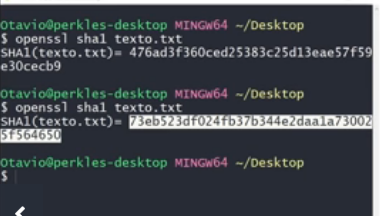 Otavio@perkles-desktop MINGW64 ~/Desktop
$ openssl sha1 texto.txt
SHA1(texto.txt)= 476ad3f360ced25383c25d13eae57f59
e30cecb9
Otavio@perkles-desktop MINGW64 ~/Desktop
$ openssl sha1 texto.txt
SHA1(texto.txt)= 73eb523df024fb37b344e2daa1a73002
5f564650
Otavio@perkles-desktop MINGW64 ~/Desktop
$